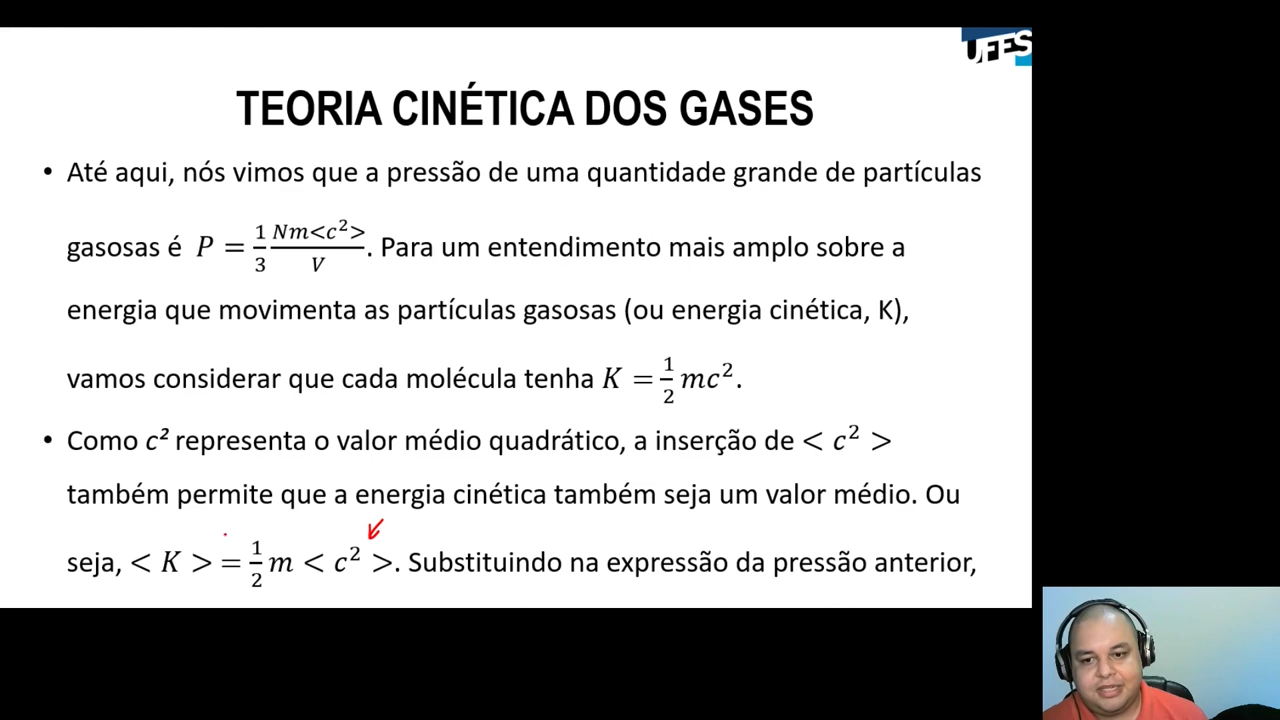 UFES
TEORIA CINÉTICA DOS GASES
• Até aqui, nós vimos que a pressão de uma quantidade grande de partículas
gasosas é P = 1/3 Nm<c²>/V. Para um entendimento mais amplo sobre a
energia que movimenta as partículas gasosas (ou energia cinética, K),
vamos considerar que cada molécula tenha K = 1/2 mc².
• Como c² representa o valor médio quadrático, a inserção de < c² >
também permite que a energia cinética também seja um valor médio. Ou
seja, < K > = 1/2 m < c² >. Substituindo na expressão da pressão anterior,